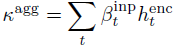 κ^agg = ∑_t β_t^inp h_t^enc